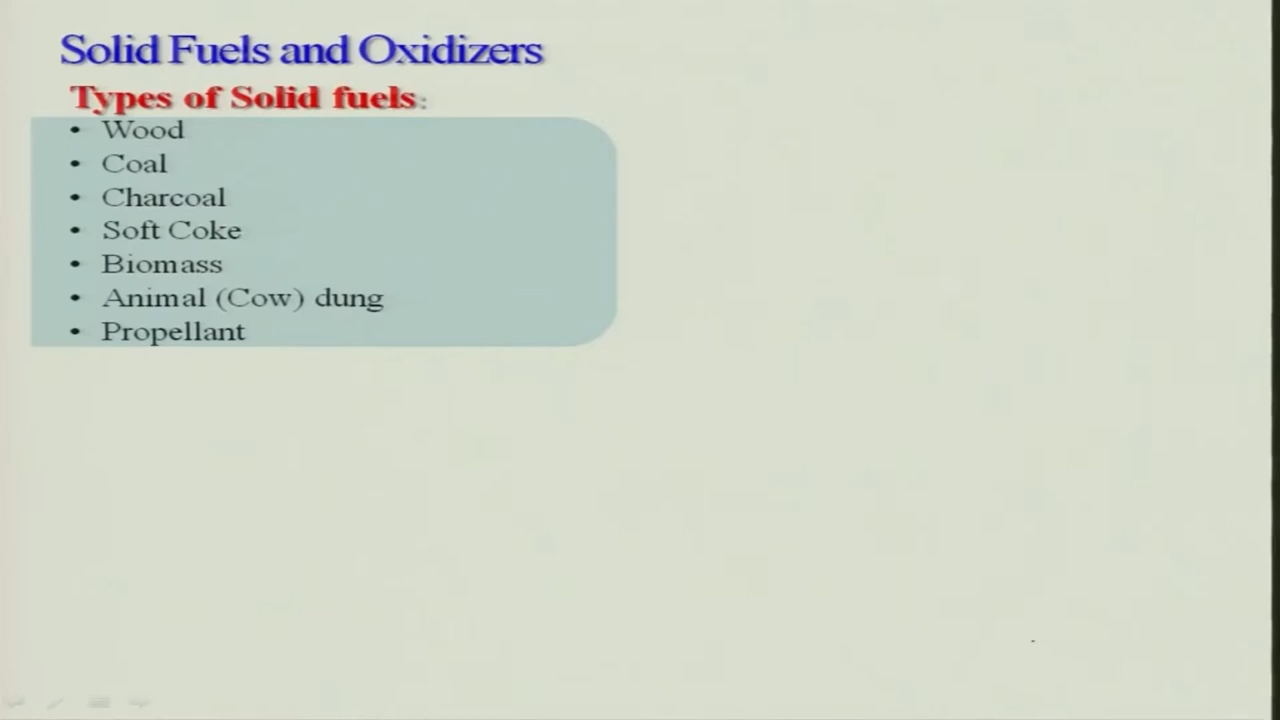 Solid Fuels and Oxidizers
Types of Solid fuels:
• Wood
• Coal
• Charcoal
• Soft Coke
• Biomass
• Animal (Cow) dung
• Propellant